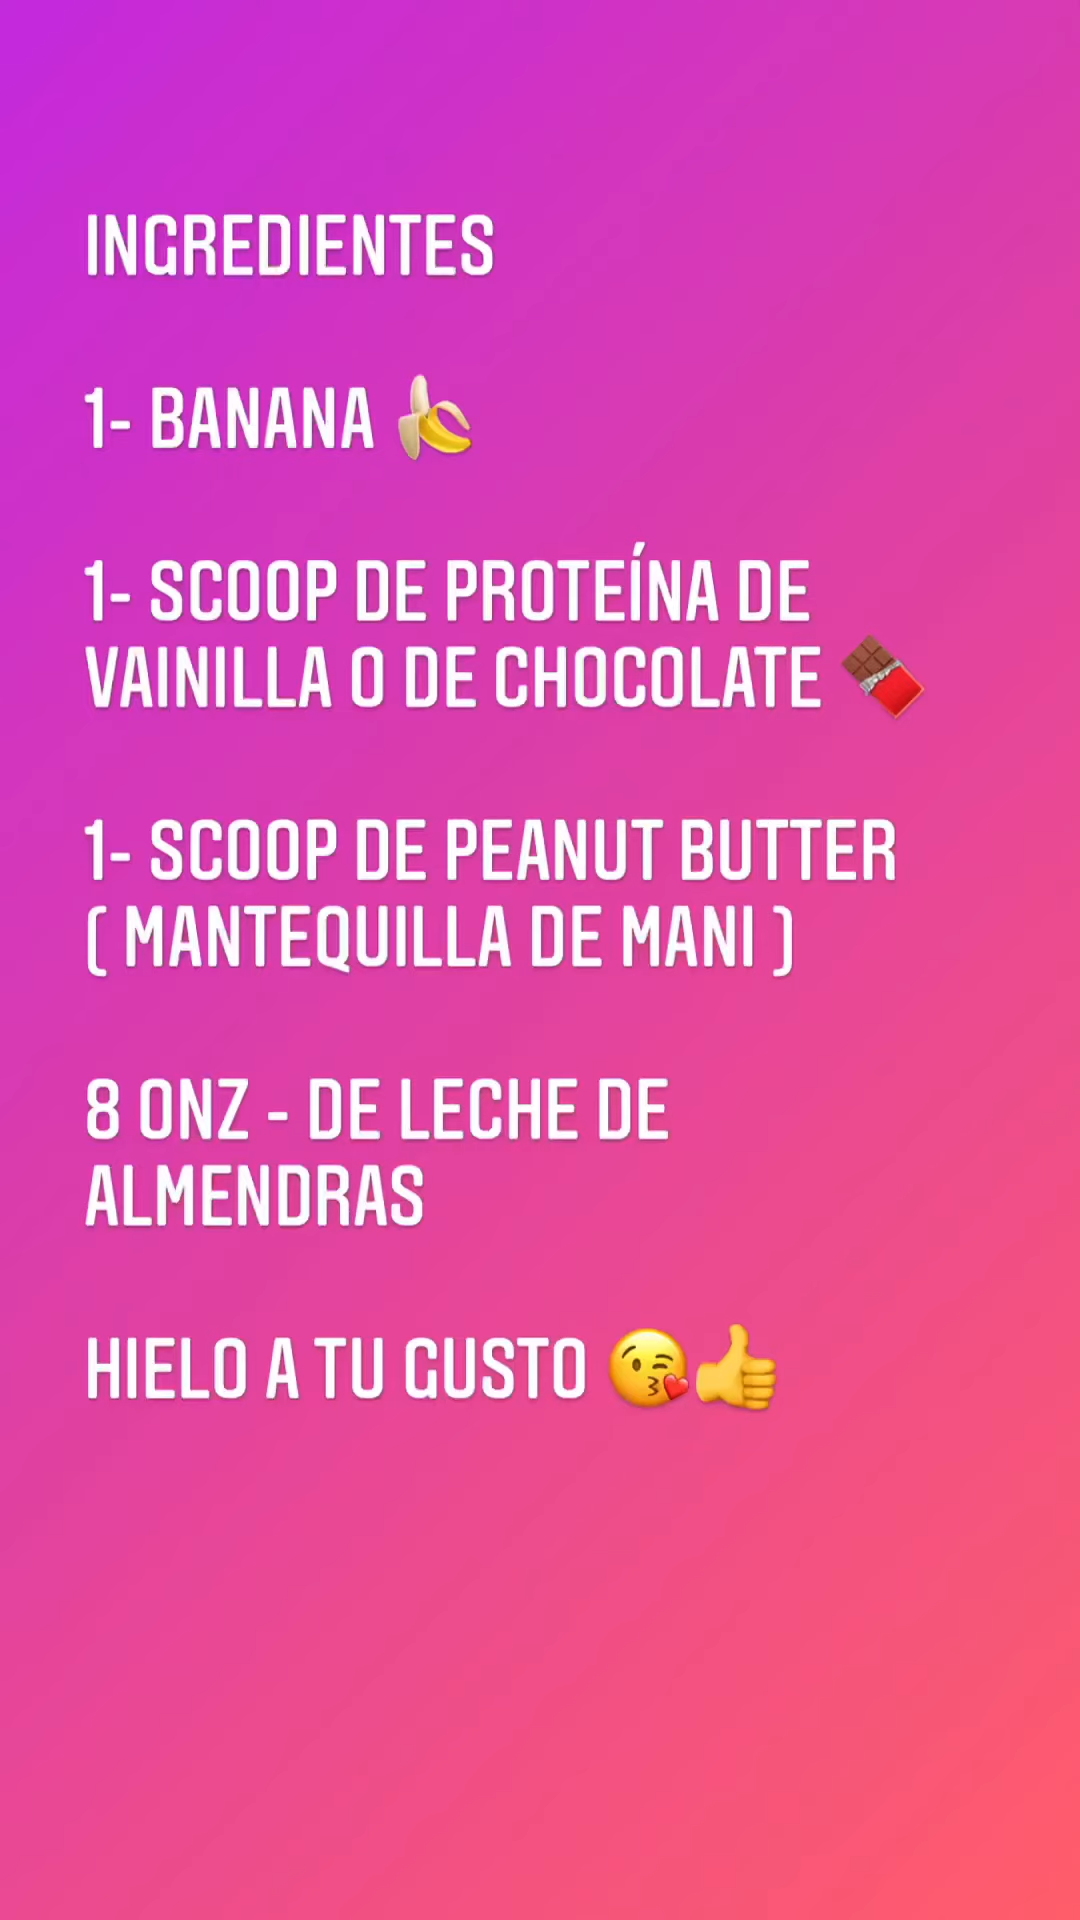 INGREDIENTES
1- BANANA 🍌
1- SCOOP DE PROTEÍNA DE
VAINILLA O DE CHOCOLATE 🍫
1- SCOOP DE PEANUT BUTTER
( MANTEQUILLA DE MANI )
8 ONZ - DE LECHE DE
ALMENDRAS
HIELO A TU GUSTO 😘👍